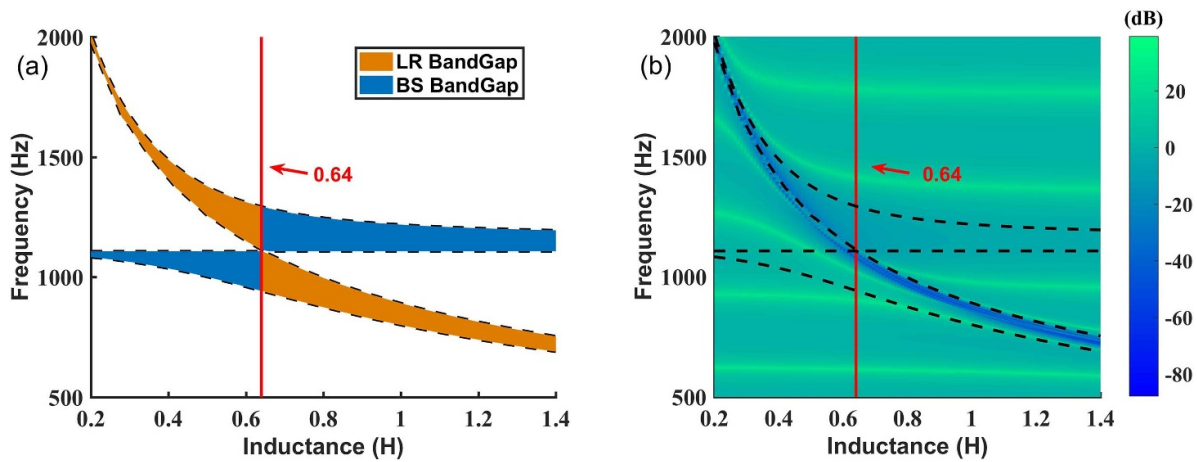 (a)
2000
1500
1000
500
Frequency (Hz)
LR BandGap
BS BandGap
0.64
0.2 0.4 0.6 0.8 1 1.2 1.4
Inductance (H)
(b)
2000
1500
1000
500
Frequency (Hz)
0.64
0.2 0.4 0.6 0.8 1 1.2 1.4
Inductance (H)
(dB)
20
0
-20
-40
-60
-80